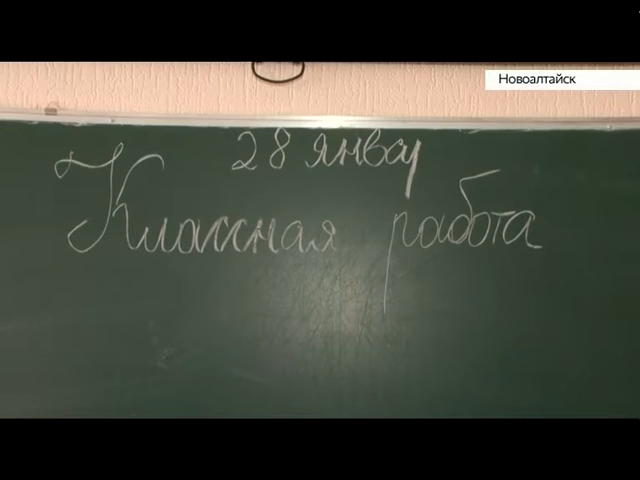 Новоалтайск
28 январ
Классная работа